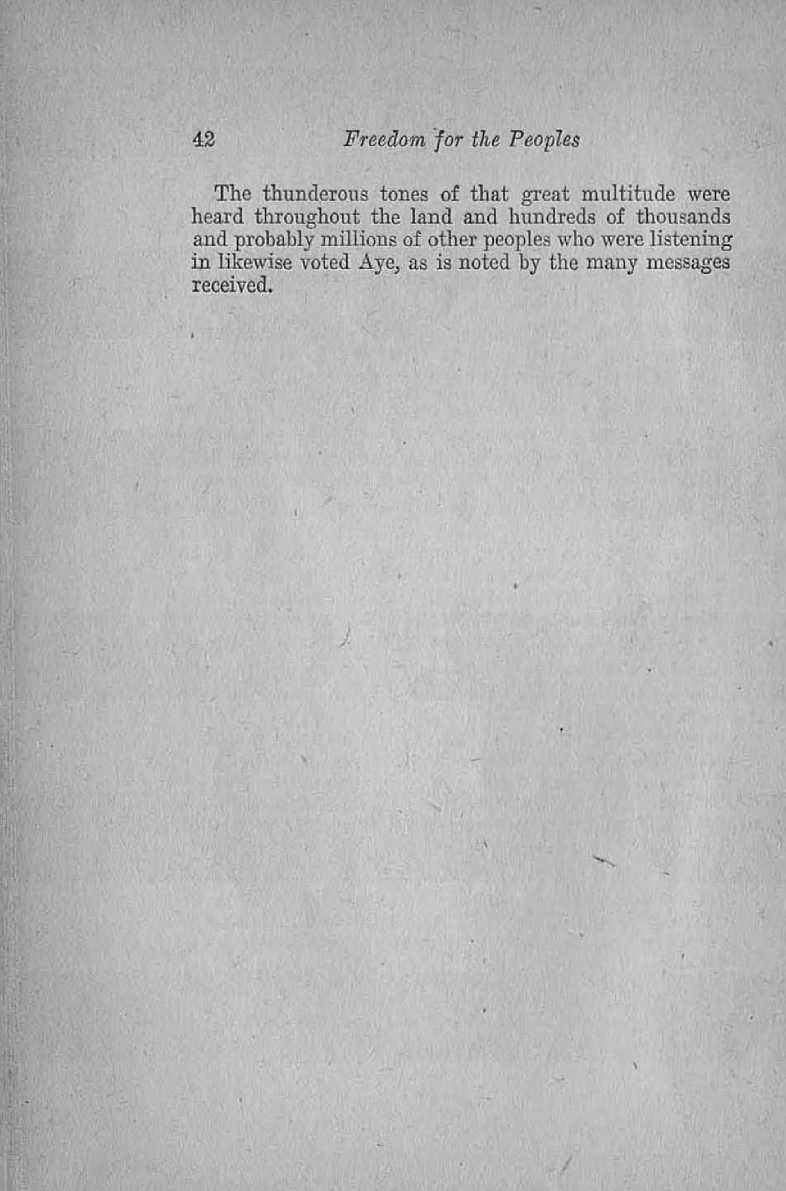 42 Freedom for the Peoples
The thunderous tones of that great multitude were
heard throughout the land and hundreds of thousands
and probably millions of other peoples who were listening
in likewise voted Aye, as is noted by the many messages
received.